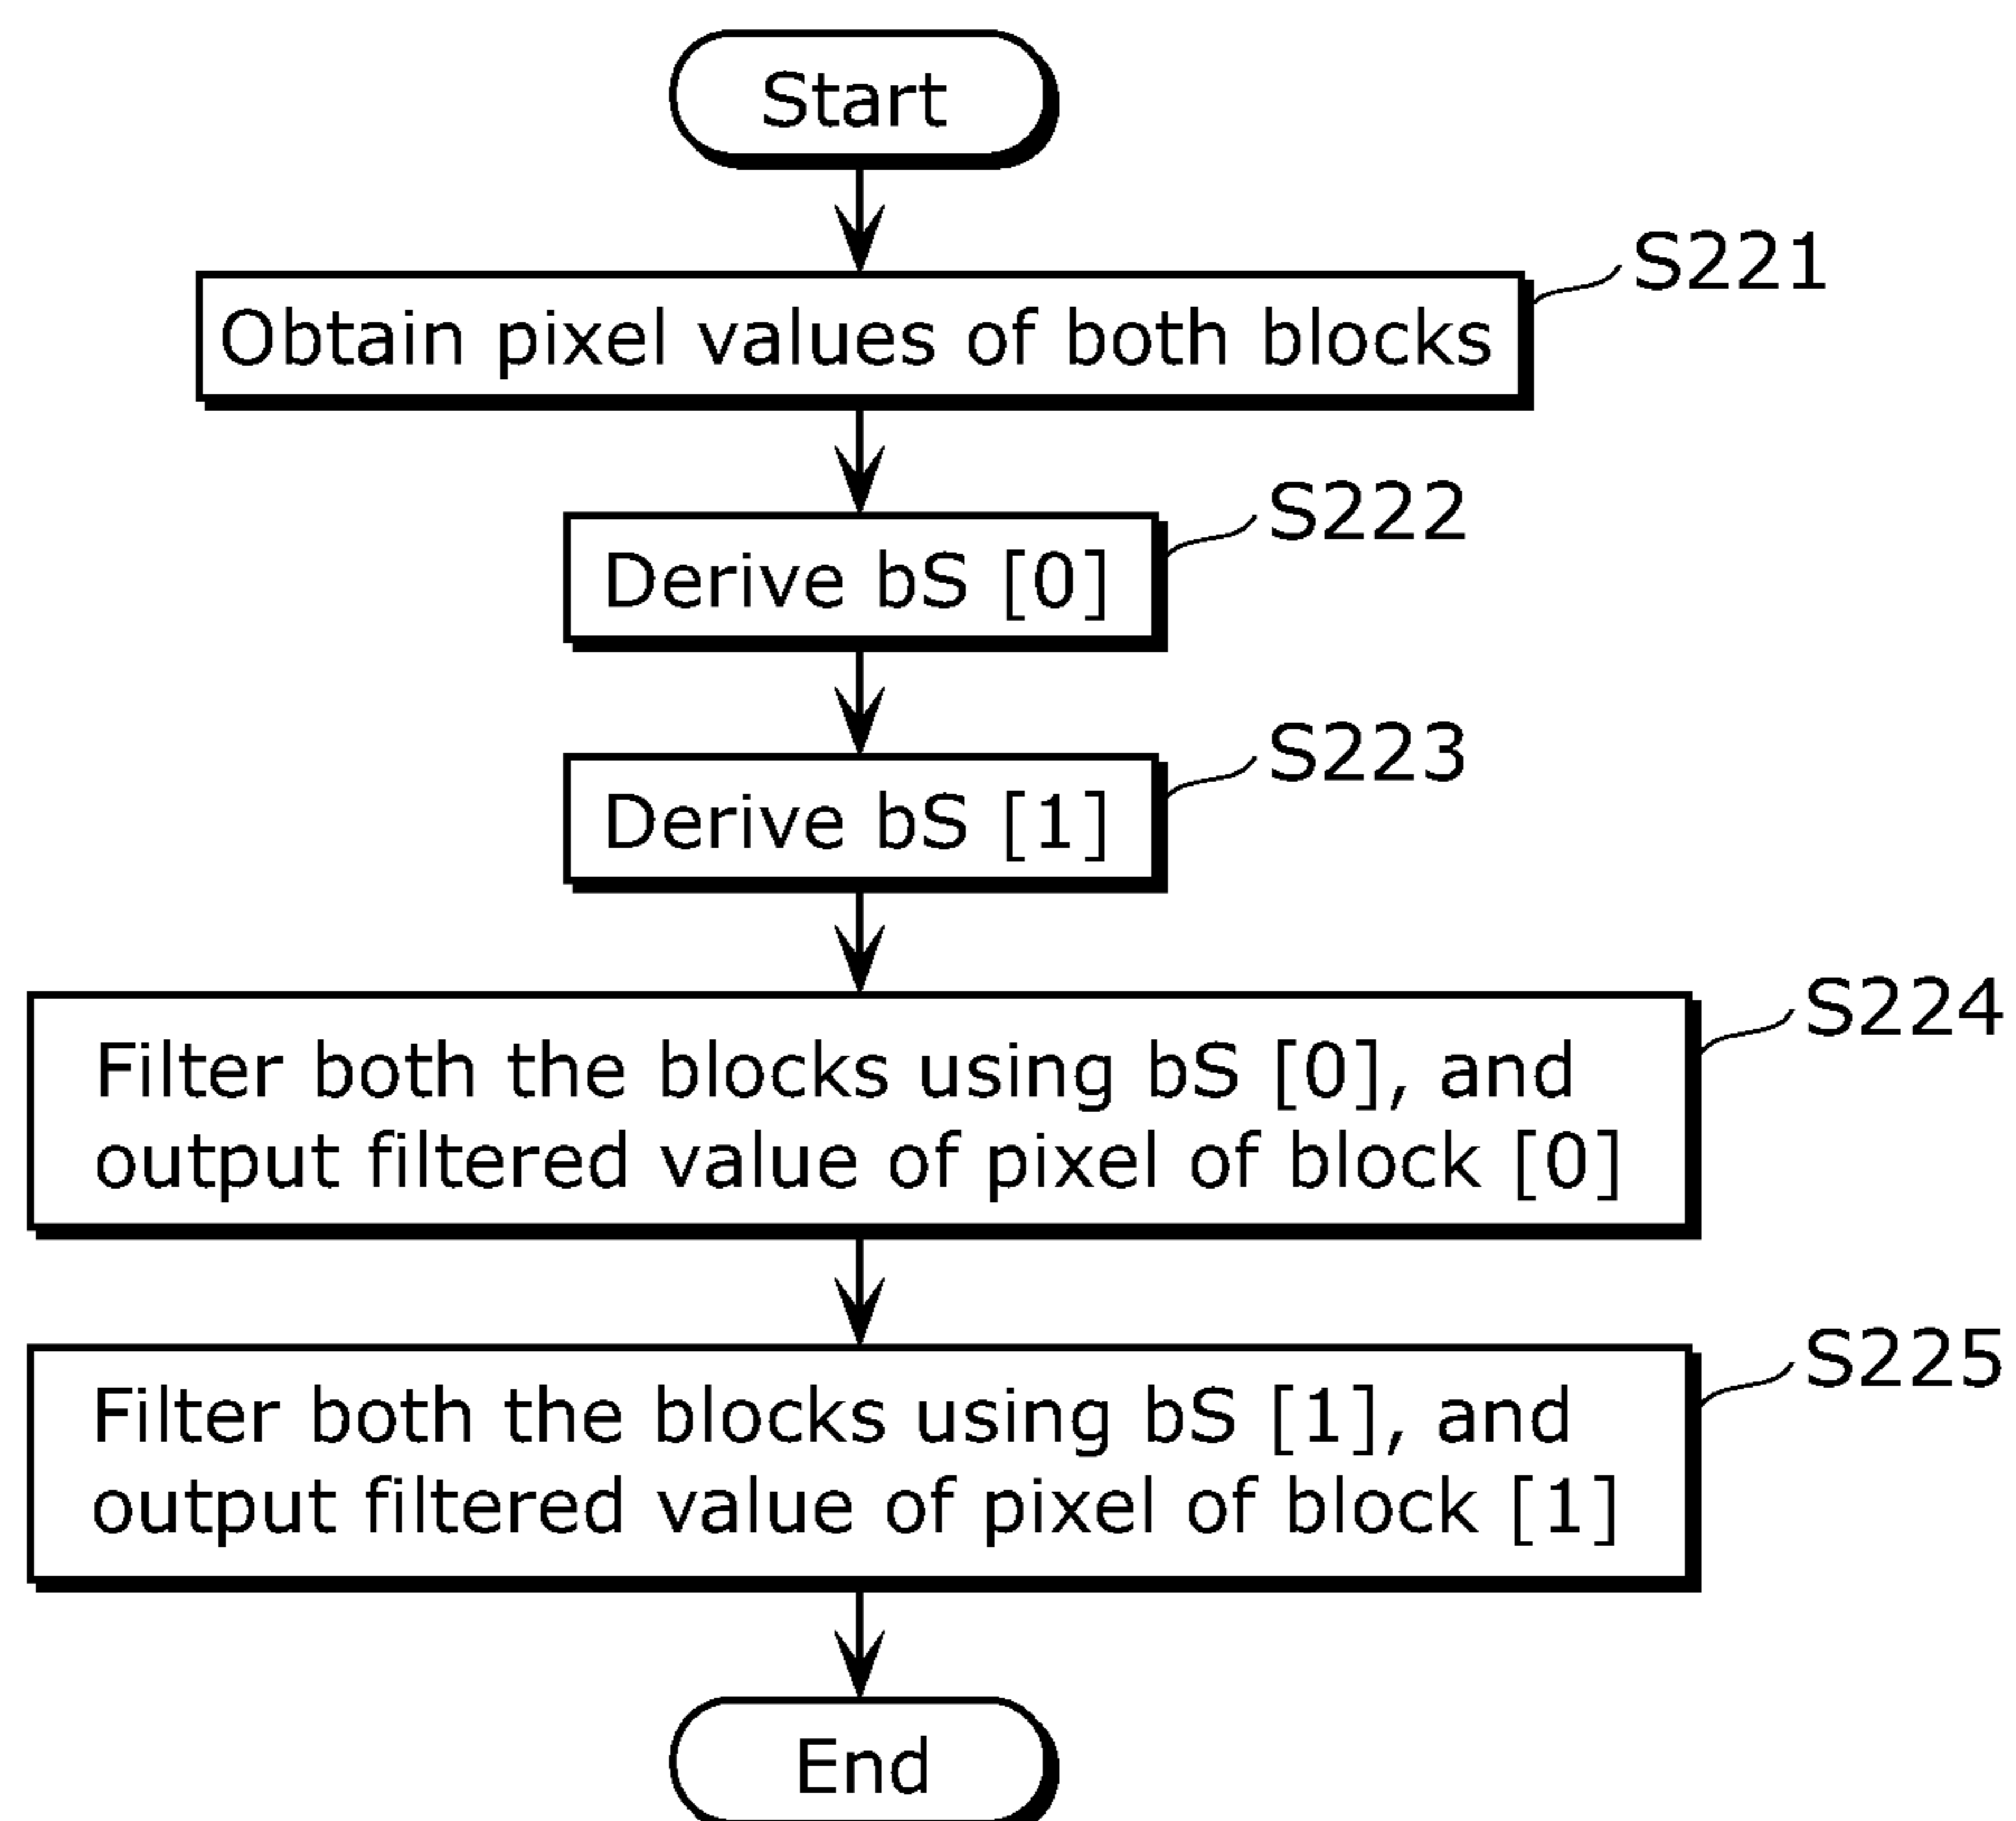 Start
S221
Obtain pixel values of both blocks
S222
Derive bS [0]
S223
Derive bS [1]
S224
Filter both the blocks using bS [0], and
output filtered value of pixel of block [0]
S225
Filter both the blocks using bS [1], and
output filtered value of pixel of block [1]
End